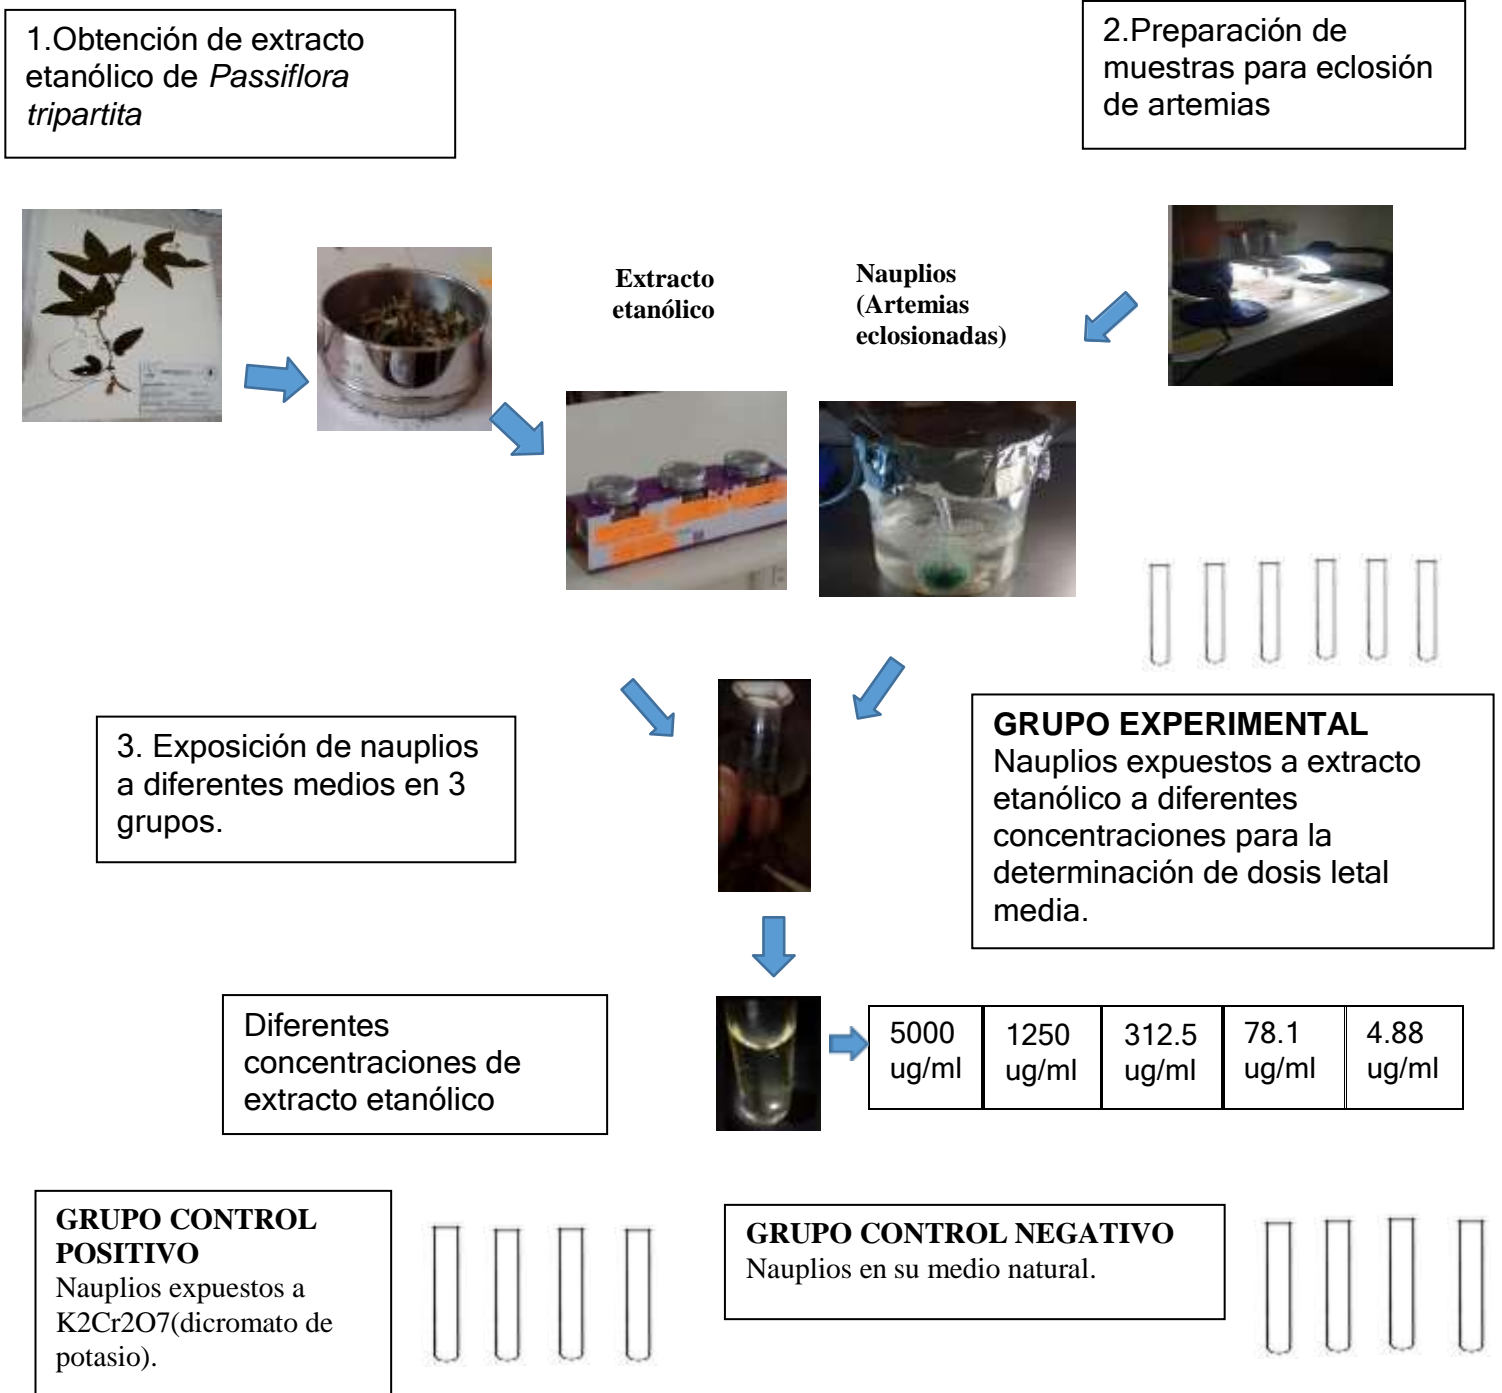 1.Obtención de extracto
etanólico de Passiflora
tripartita
2.Preparación de
muestras para eclosión
de artemias
Extracto
etanólico
Nauplios
(Artemias
eclosionadas)
3. Exposición de nauplios
a diferentes medios en 3
grupos.
GRUPO EXPERIMENTAL
Nauplios expuestos a extracto
etanólico a diferentes
concentraciones para la
determinación de dosis letal
media.
Diferentes
concentraciones de
extracto etanólico
5000
ug/ml
1250
ug/ml
312.5
ug/ml
78.1
ug/ml
4.88
ug/ml
GRUPO CONTROL
POSITIVO
Nauplios expuestos a
K2Cr2O7(dicromato de
potasio).
GRUPO CONTROL NEGATIVO
Nauplios en su medio natural.